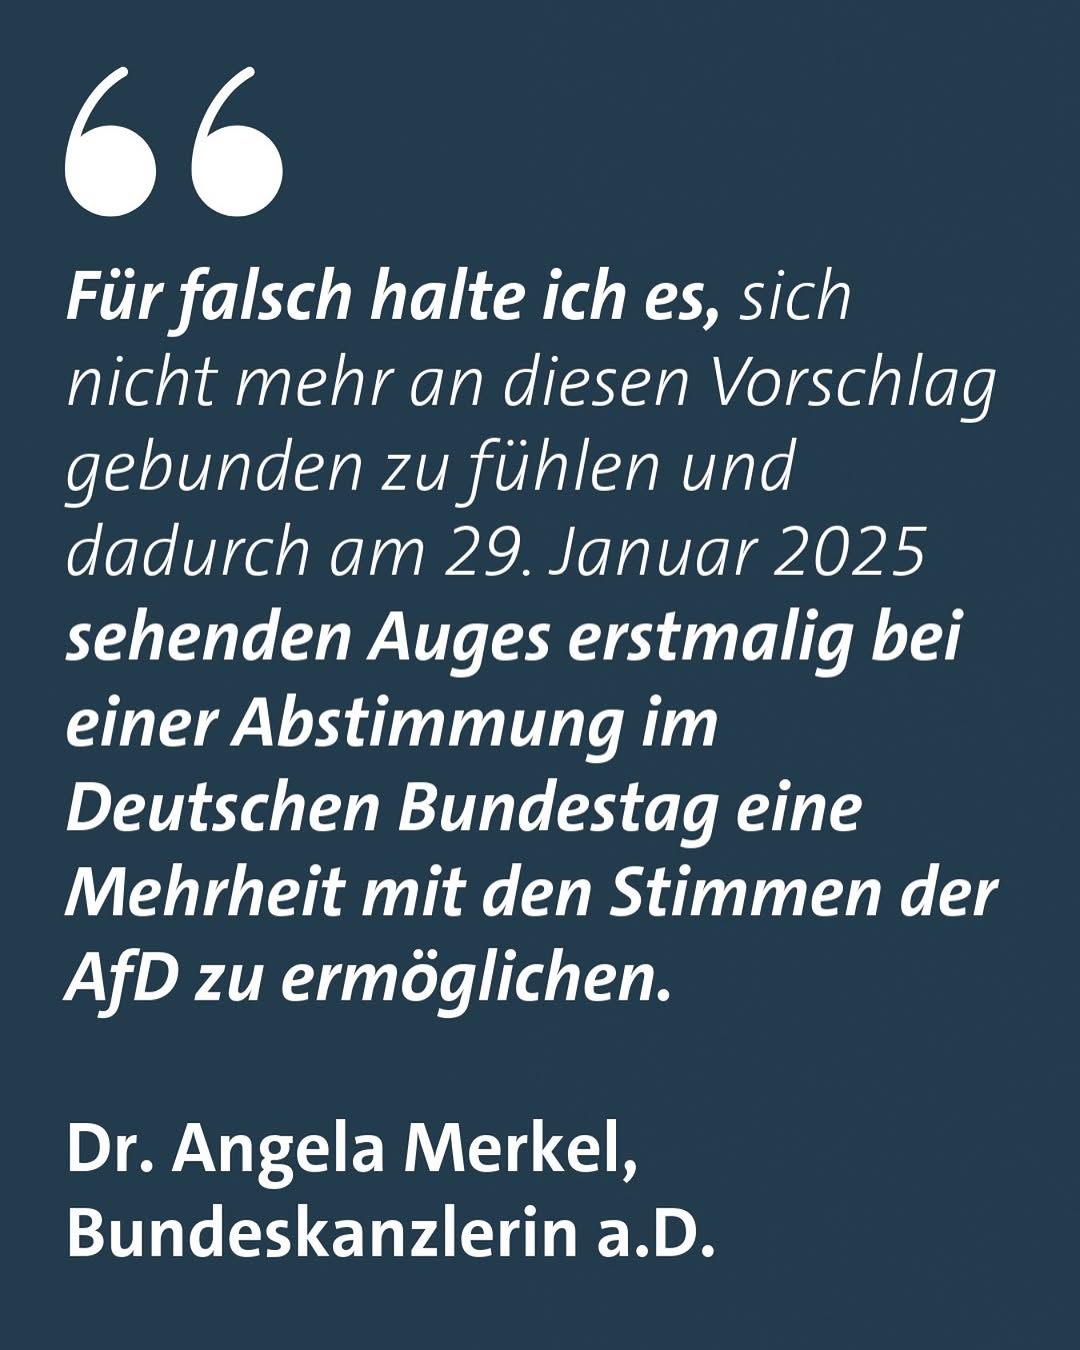 “
Für falsch halte ich es, sich
nicht mehr an diesen Vorschlag
gebunden zu fühlen und
dadurch am 29. Januar 2025
sehenden Auges erstmalig bei
einer Abstimmung im
Deutschen Bundestag eine
Mehrheit mit den Stimmen der
AfD zu ermöglichen.
Dr. Angela Merkel,
Bundeskanzlerin a.D.